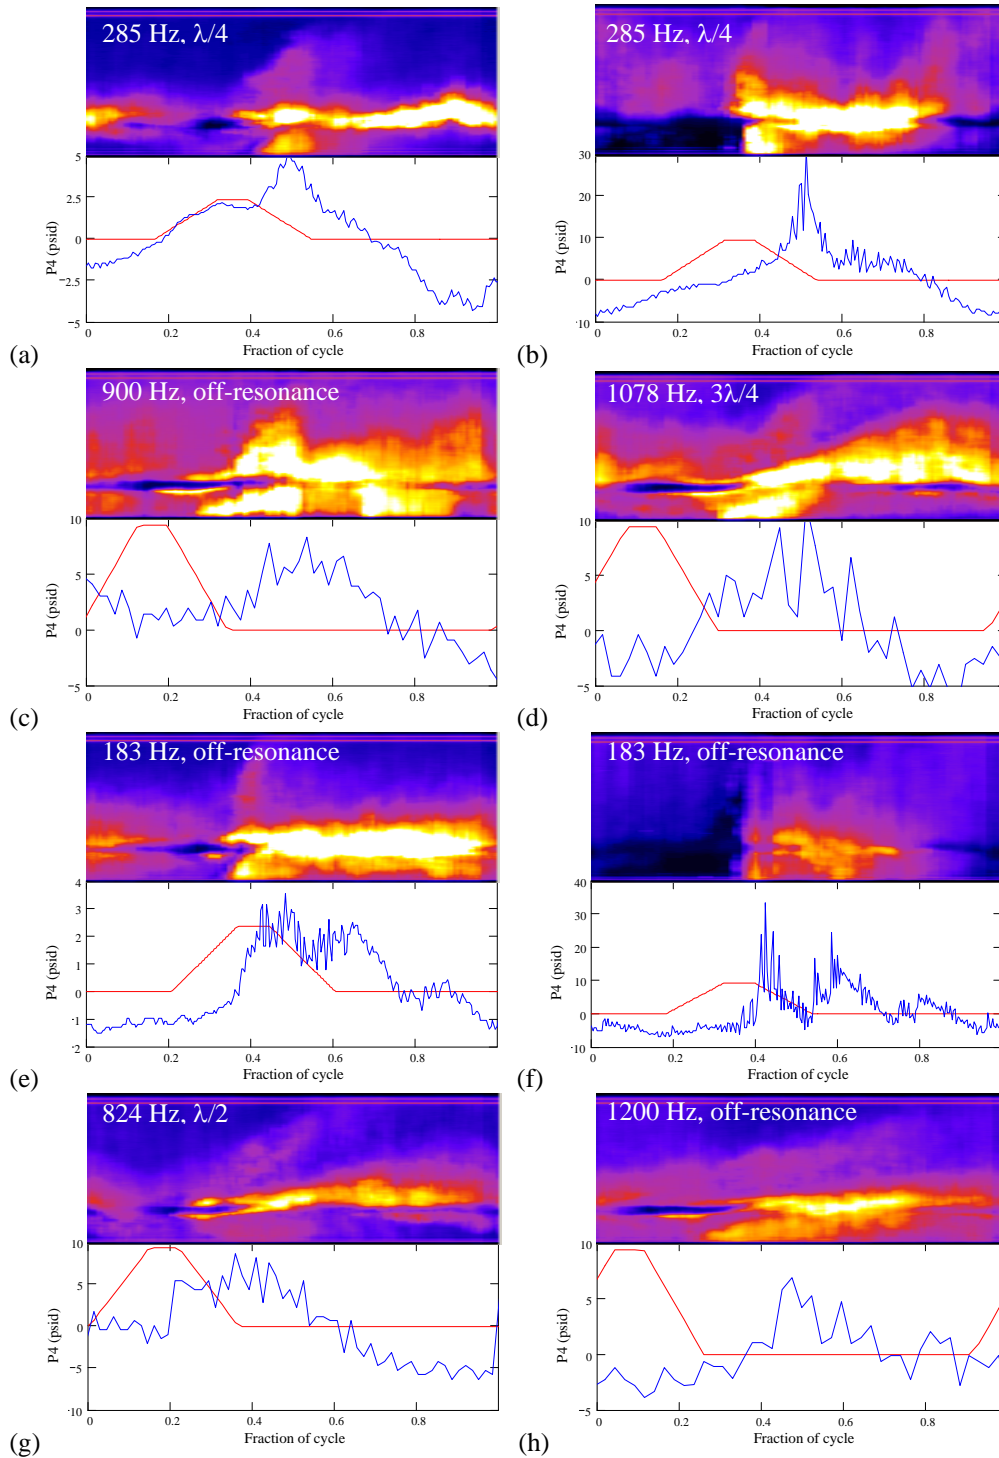 285 Hz, λ/4
5
2.5
0
−2.5
−5
P4 (psid)
0 0.2 0.4 0.6 0.8
Fraction of cycle
(a)
285 Hz, λ/4
30
20
10
0
-10
P4 (psid)
0 0.2 0.4 0.6 0.8
Fraction of cycle
(b)
900 Hz, off-resonance
10
5
0
−5
P4 (psid)
0 0.2 0.4 0.6 0.8
Fraction of cycle
(c)
1078 Hz, 3λ/4
10
5
0
−5
P4 (psid)
0 0.2 0.4 0.6 0.8
Fraction of cycle
(d)
183 Hz, off-resonance
4
3
2
1
0
-1
-2
P4 (psid)
0 0.2 0.4 0.6 0.8
Fraction of cycle
(e)
183 Hz, off-resonance
40
30
20
10
0
-10
P4 (psid)
0 0.2 0.4 0.6 0.8
Fraction of cycle
(f)
824 Hz, λ/2
10
5
0
−5
-10
P4 (psid)
0 0.2 0.4 0.6 0.8
Fraction of cycle
(g)
1200 Hz, off-resonance
10
5
0
−5
P4 (psid)
0 0.2 0.4 0.6 0.8
Fraction of cycle
(h)